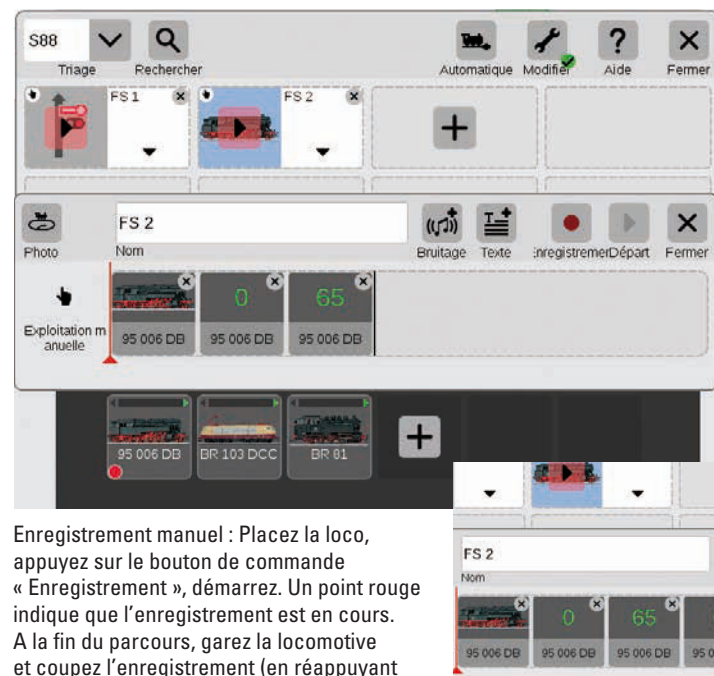 S88
Triage Rechercher Automatique Modifier Aide Fermer
FS 1 FS 2
FS 2
Photo Nom Bruitage Texte nregistremer Départ Fermer
0 65
Exploitation m
anuelle
95 006 DB 95 006 DB 95 006 DB
95 006 DB BR 103 DCC BR 81
Enregistrement manuel : Placez la loco,
appuyez sur le bouton de commande
« Enregistrement », démarrez. Un point rouge
indique que l’enregistrement est en cours.
A la fin du parcours, garez la locomotive
et coupez l’enregistrement (en réappuyant
FS 2
Nom
0 65
95 006 DB 95 006 DB 95 006 DB 95 0